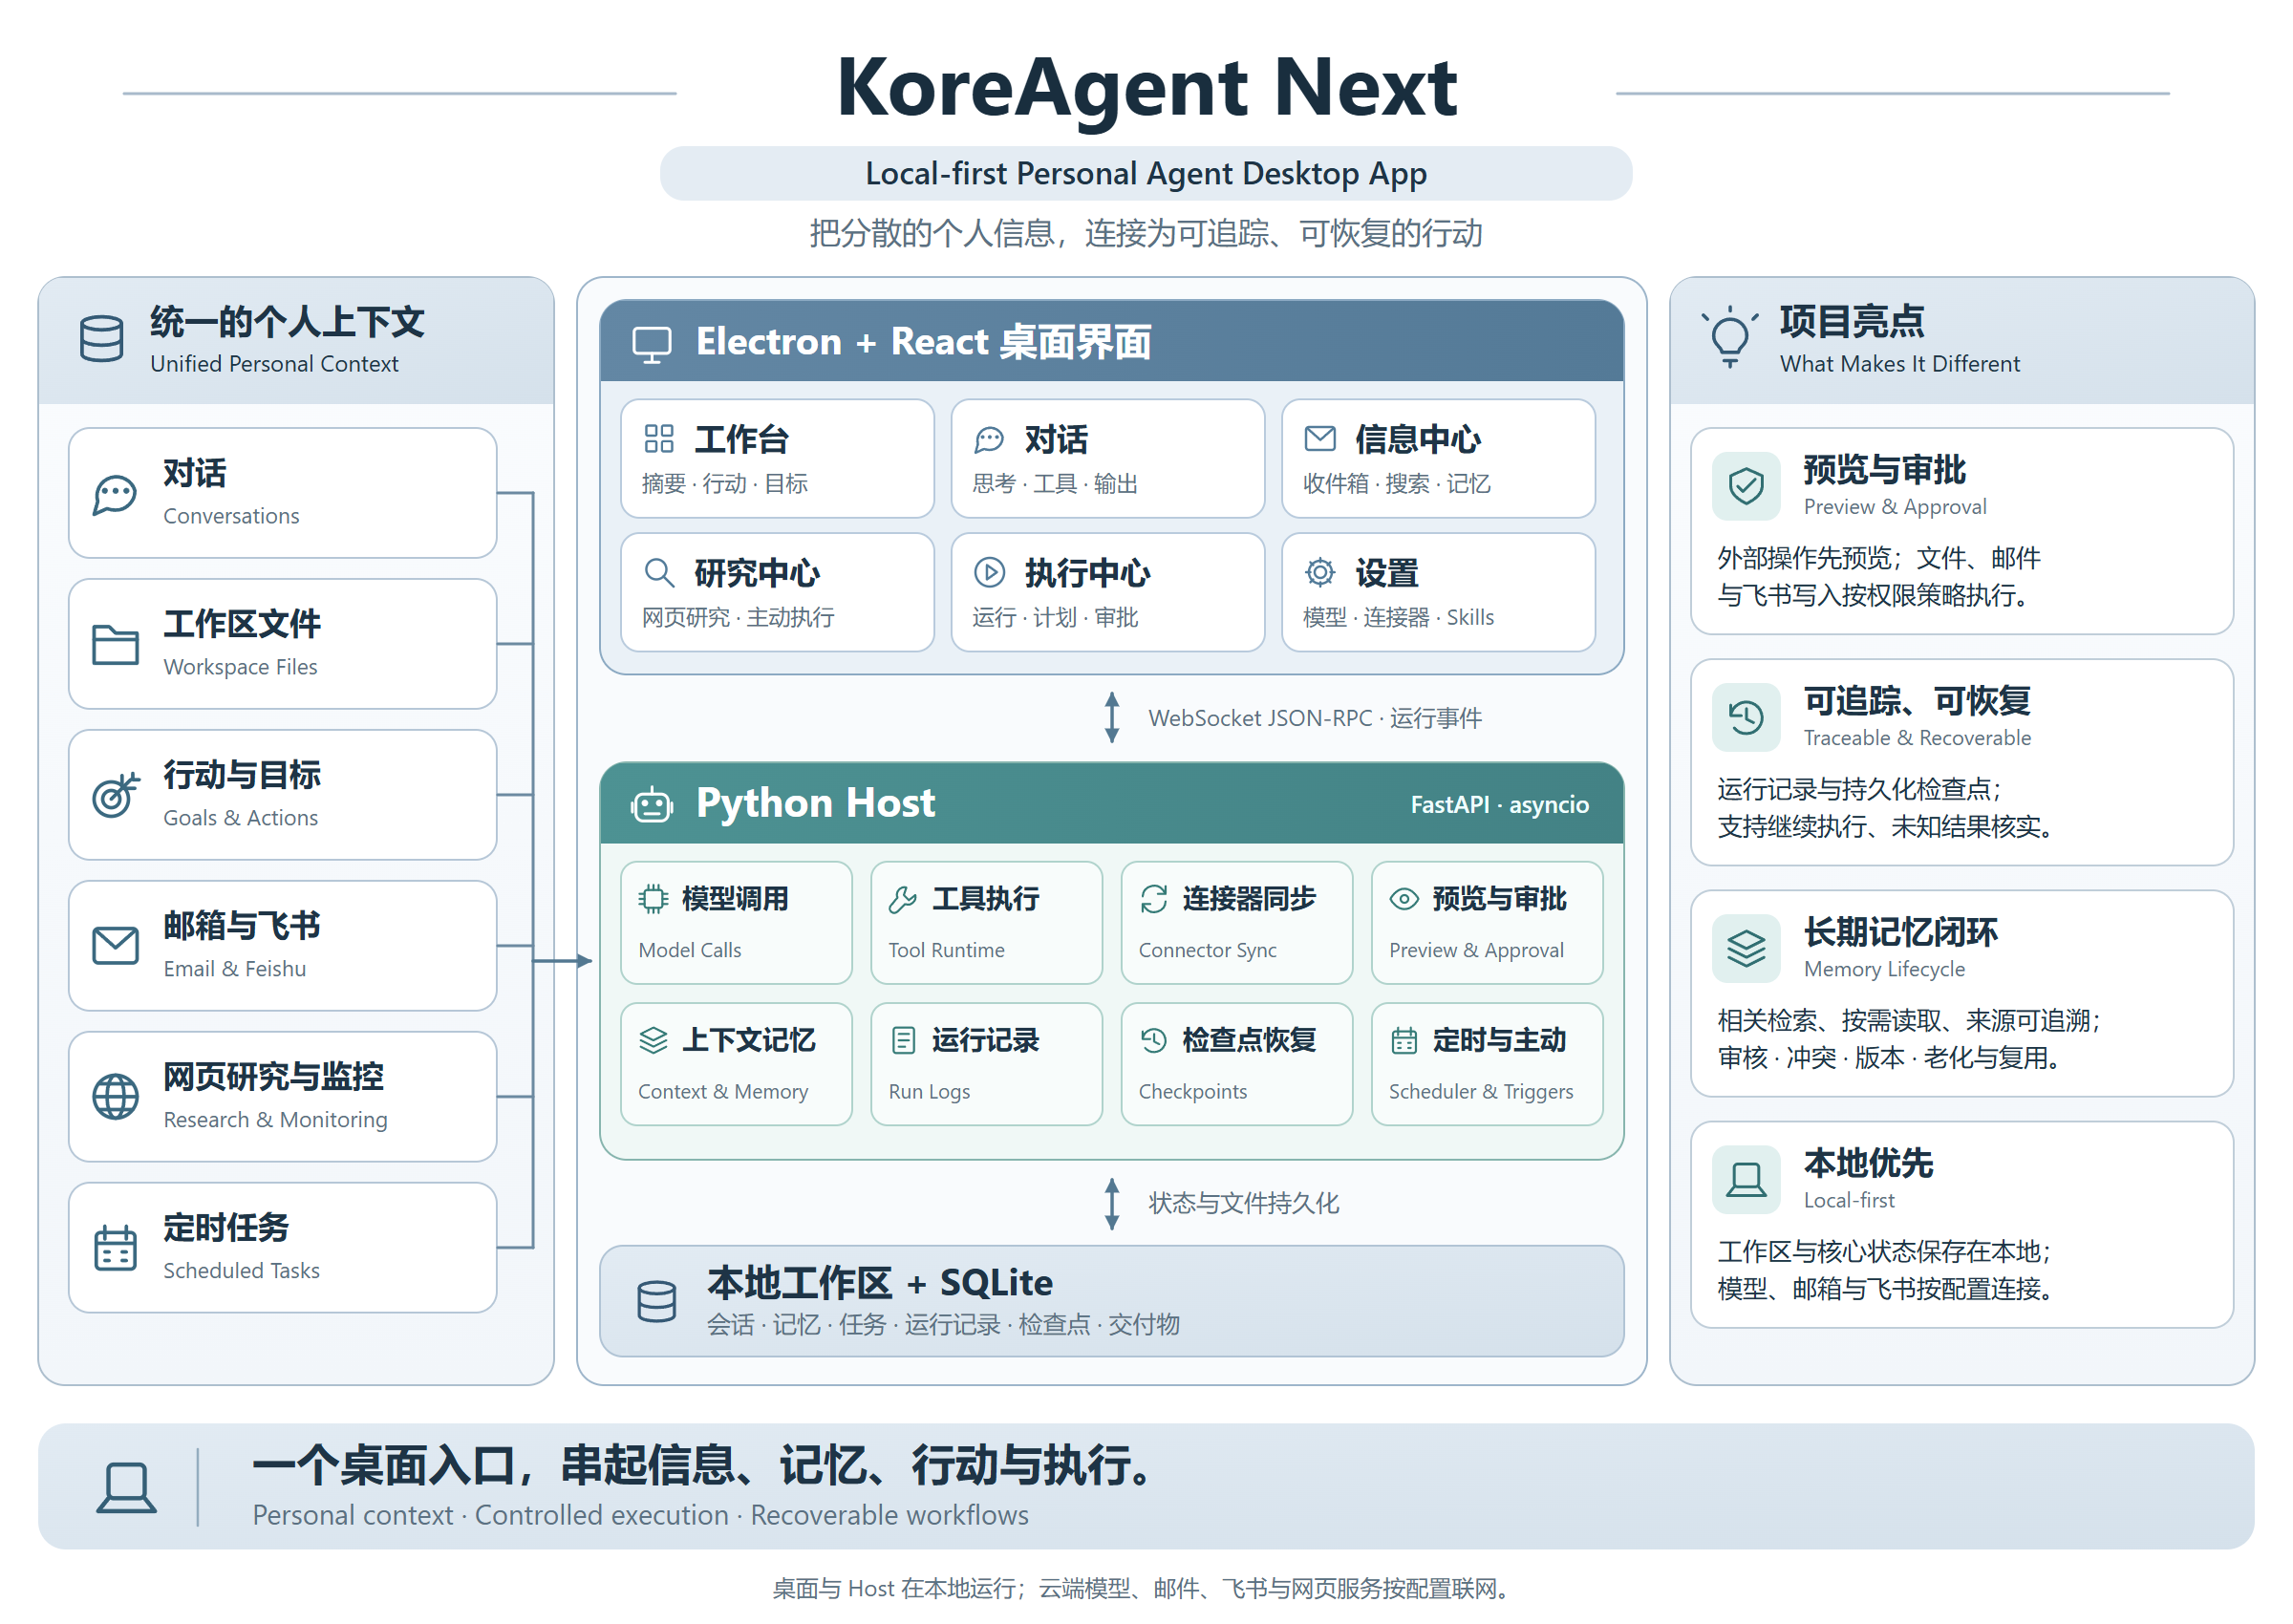 KoreAgent Next
Local-first Personal Agent Desktop App
把分散的个人信息，连接为可追踪、可恢复的行动
统一的个人上下文
Unified Personal Context
对话
Conversations
工作区文件
Workspace Files
行动与目标
Goals & Actions
邮箱与飞书
Email & Feishu
网页研究与监控
Research & Monitoring
定时任务
Scheduled Tasks
Electron + React 桌面界面
工作台
摘要 · 行动 · 目标
对话
思考 · 工具 · 输出
信息中心
收件箱 · 搜索 · 记忆
研究中心
网页研究 · 主动执行
执行中心
运行 · 计划 · 审批
设置
模型 · 连接器 · Skills
WebSocket JSON-RPC · 运行事件
Python Host
FastAPI · asyncio
模型调用
Model Calls
工具执行
Tool Runtime
连接器同步
Connector Sync
预览与审批
Preview & Approval
上下文记忆
Context & Memory
运行记录
Run Logs
检查点恢复
Checkpoints
定时与主动
Scheduler & Triggers
状态与文件持久化
本地工作区 + SQLite
会话 · 记忆 · 任务 · 运行记录 · 检查点 · 交付物
项目亮点
What Makes It Different
预览与审批
Preview & Approval
外部操作先预览；文件、邮件
与飞书写入按权限策略执行。
可追踪、可恢复
Traceable & Recoverable
运行记录与持久化检查点；
支持继续执行、未知结果核实。
长期记忆闭环
Memory Lifecycle
相关检索、按需读取、来源可追溯；
审核 · 冲突 · 版本 · 老化与复用。
本地优先
Local-first
工作区与核心状态保存在本地；
模型、邮箱与飞书按配置连接。
一个桌面入口，串起信息、记忆、行动与执行。
Personal context · Controlled execution · Recoverable workflows
桌面与 Host 在本地运行；云端模型、邮件、飞书与网页服务按配置联网。